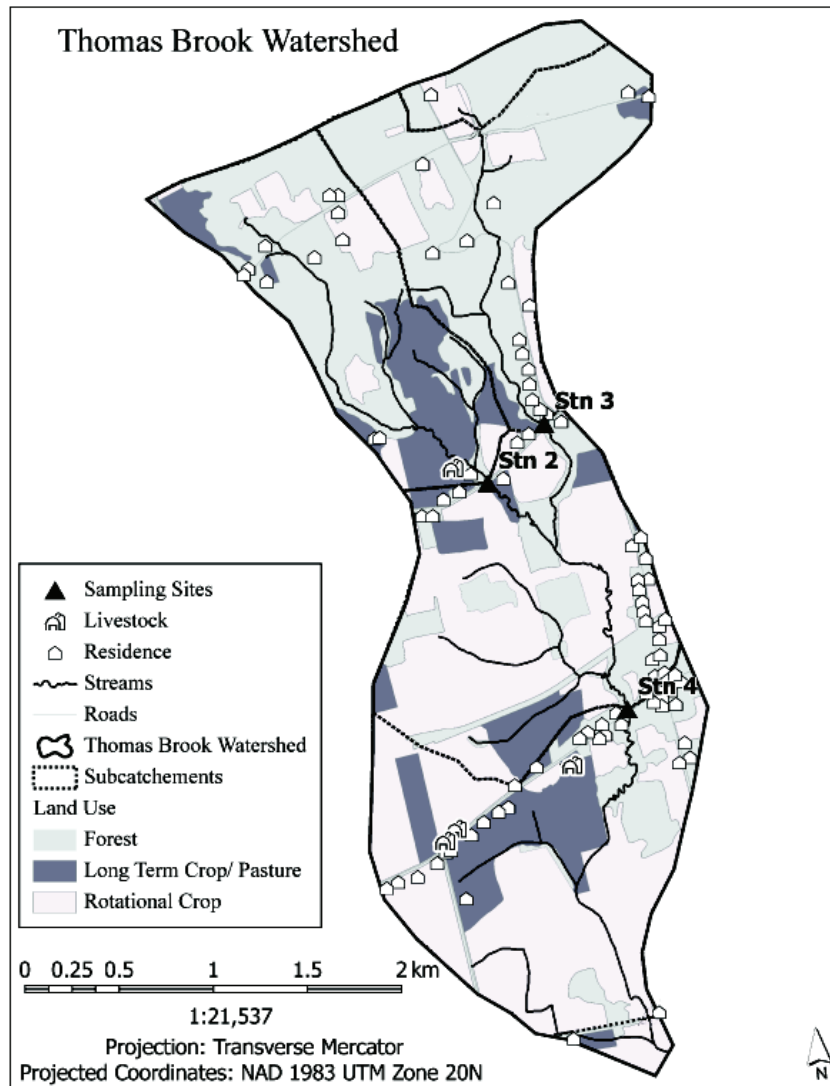 Thomas Brook Watershed
Stn 3
Stn 2
Stn 4
Sampling Sites
Livestock
Residence
Streams
Roads
Thomas Brook Watershed
Subcatchements
Land Use
Forest
Long Term Crop/ Pasture
Rotational Crop
0 0.25 0.5 1 1.5 2 km
1:21,537
Projection: Transverse Mercator
Projected Coordinates: NAD 1983 UTM Zone 20N
N